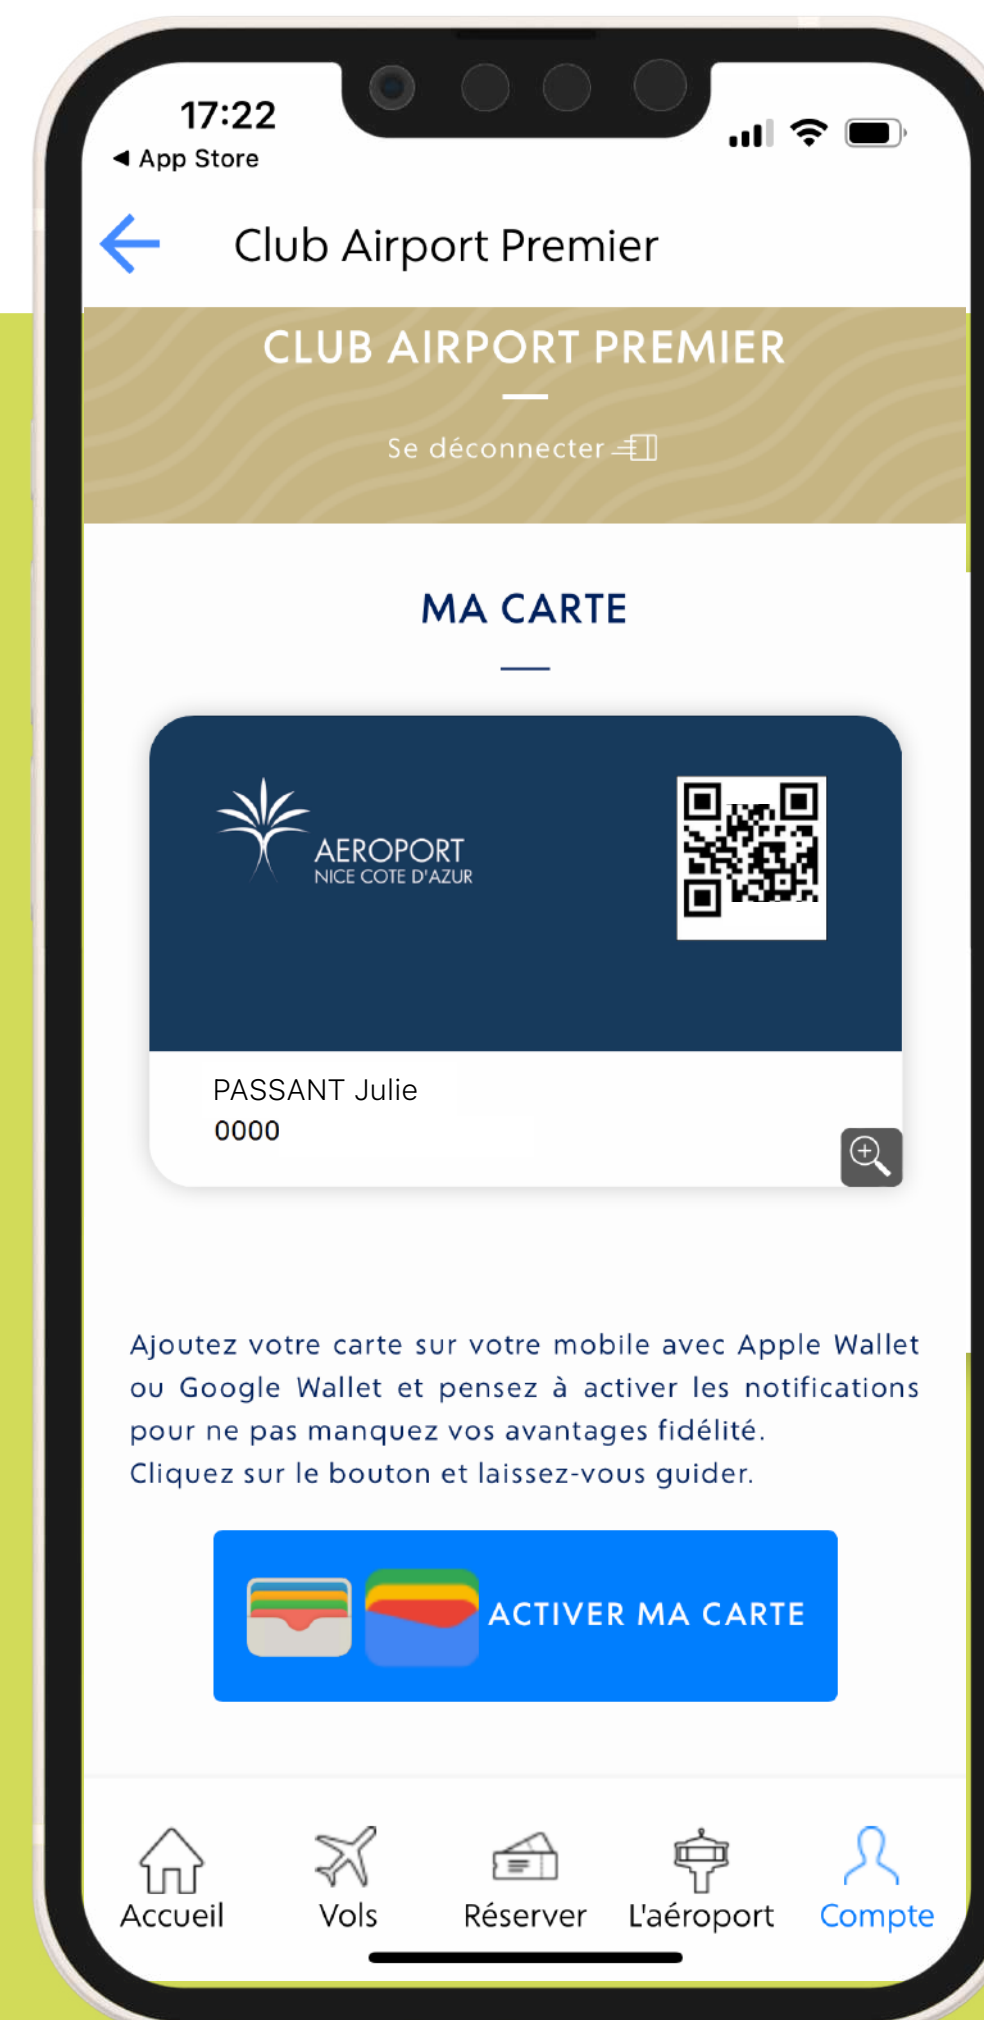 17:22
◀ App Store
Club Airport Premier
CLUB AIRPORT PREMIER
Se déconnecter
MA CARTE
AEROPORT
NICE COTE D'AZUR
PASSANT Julie
0000
Ajoutez votre carte sur votre mobile avec Apple Wallet
ou Google Wallet et pensez à activer les notifications
pour ne pas manquez vos avantages fidélité.
Cliquez sur le bouton et laissez-vous guider.
ACTIVER MA CARTE
Accueil Vols Réserver L'aéroport Compte